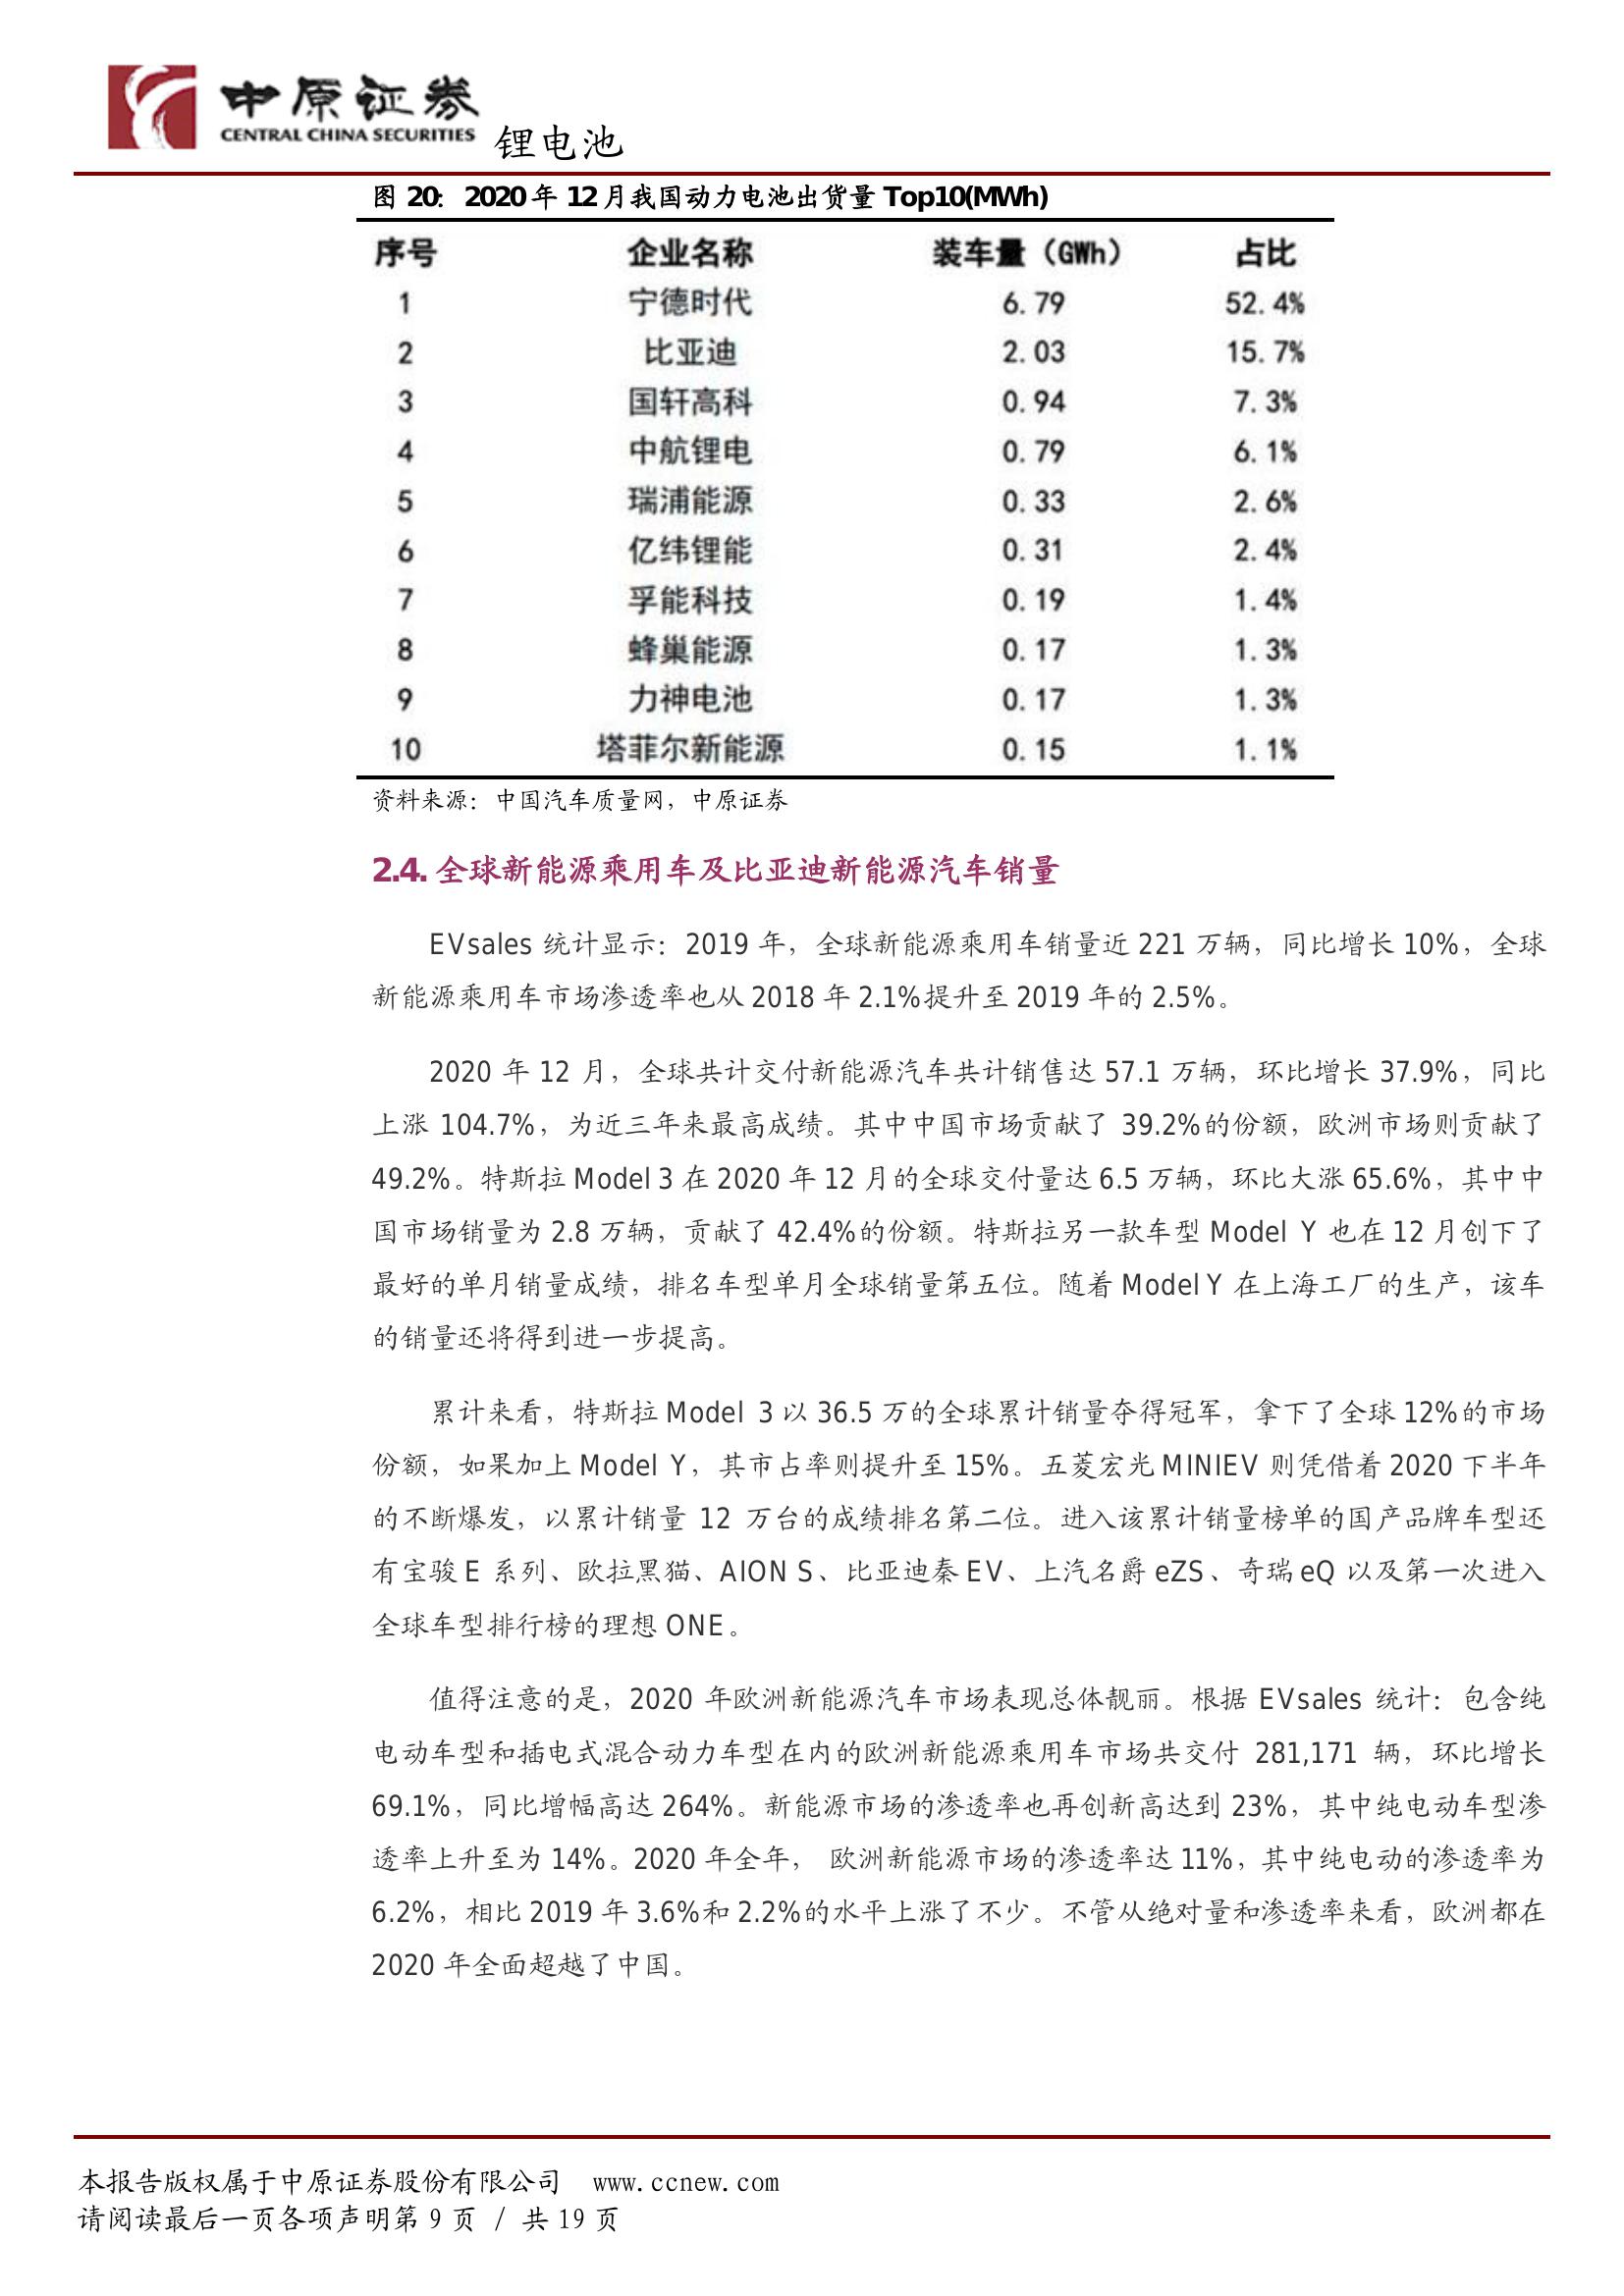 中原证券
CENTRAL CHINA SECURITIES
锂电池
图 20：2020 年 12 月我国动力电池出货量 Top10(MWh)
序号 企业名称 装车量（GWh） 占比
1 宁德时代 6.79 52.4%
2 比亚迪 2.03 15.7%
3 国轩高科 0.94 7.3%
4 中航锂电 0.79 6.1%
5 瑞浦能源 0.33 2.6%
6 亿纬锂能 0.31 2.4%
7 孚能科技 0.19 1.4%
8 蜂巢能源 0.17 1.3%
9 力神电池 0.17 1.3%
10 塔菲尔新能源 0.15 1.1%
资料来源：中国汽车质量网，中原证券
2.4. 全球新能源乘用车及比亚迪新能源汽车销量
EVsales 统计显示：2019 年，全球新能源乘用车销量近 221 万辆，同比增长 10%，全球
新能源乘用车市场渗透率也从 2018 年 2.1%提升至 2019 年的 2.5%。
2020 年 12 月，全球共计交付新能源汽车共计销售达 57.1 万辆，环比增长 37.9%，同比
上涨 104.7%，为近三年来最高成绩。其中中国市场贡献了 39.2%的份额，欧洲市场则贡献了
49.2%。特斯拉 Model 3 在 2020 年 12 月的全球交付量达 6.5 万辆，环比大涨 65.6%，其中中
国市场销量为 2.8 万辆，贡献了 42.4%的份额。特斯拉另一款车型 Model Y 也在 12 月创下了
最好的单月销量成绩，排名车型单月全球销量第五位。随着 Model Y 在上海工厂的生产，该车
的销量还将得到进一步提高。
累计来看，特斯拉 Model 3 以 36.5 万的全球累计销量夺得冠军，拿下了全球 12%的市场
份额，如果加上 Model Y，其市占率则提升至 15%。五菱宏光 MINIEV 则凭借着 2020 下半年
的不断爆发，以累计销量 12 万台的成绩排名第二位。进入该累计销量榜单的国产品牌车型还
有宝骏 E 系列、欧拉黑猫、AION S、比亚迪秦 EV、上汽名爵 eZS、奇瑞 eQ 以及第一次进入
全球车型排行榜的理想 ONE。
值得注意的是，2020 年欧洲新能源汽车市场表现总体靓丽。根据 EVsales 统计：包含纯
电动车型和插电式混合动力车型在内的欧洲新能源乘用车市场共交付 281,171 辆，环比增长
69.1%，同比增幅高达 264%。新能源市场的渗透率也再创新高达到 23%，其中纯电动车型渗
透率上升至为 14%。2020 年全年， 欧洲新能源市场的渗透率达 11%，其中纯电动的渗透率为
6.2%，相比 2019 年 3.6%和 2.2%的水平上涨了不少。不管从绝对量和渗透率来看，欧洲都在
2020 年全面超越了中国。
本报告版权属于中原证券股份有限公司 www.ccnew.com
请阅读最后一页各项声明第 9 页 / 共 19 页